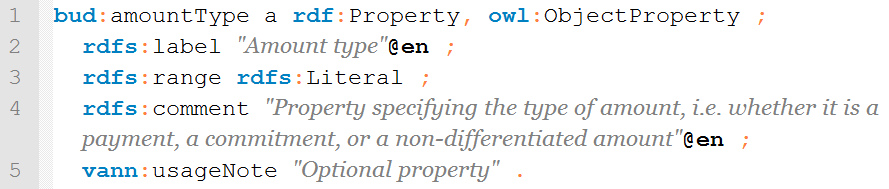 1 bud:amountType a rdf:Property, owl:ObjectProperty ;
2 rdfs:label "Amount type"@en ;
3 rdfs:range rdfs:Literal ;
4 rdfs:comment "Property specifying the type of amount, i.e. whether it is a
payment, a commitment, or a non-differentiated amount"@en ;
5 vann:usageNote "Optional property" .